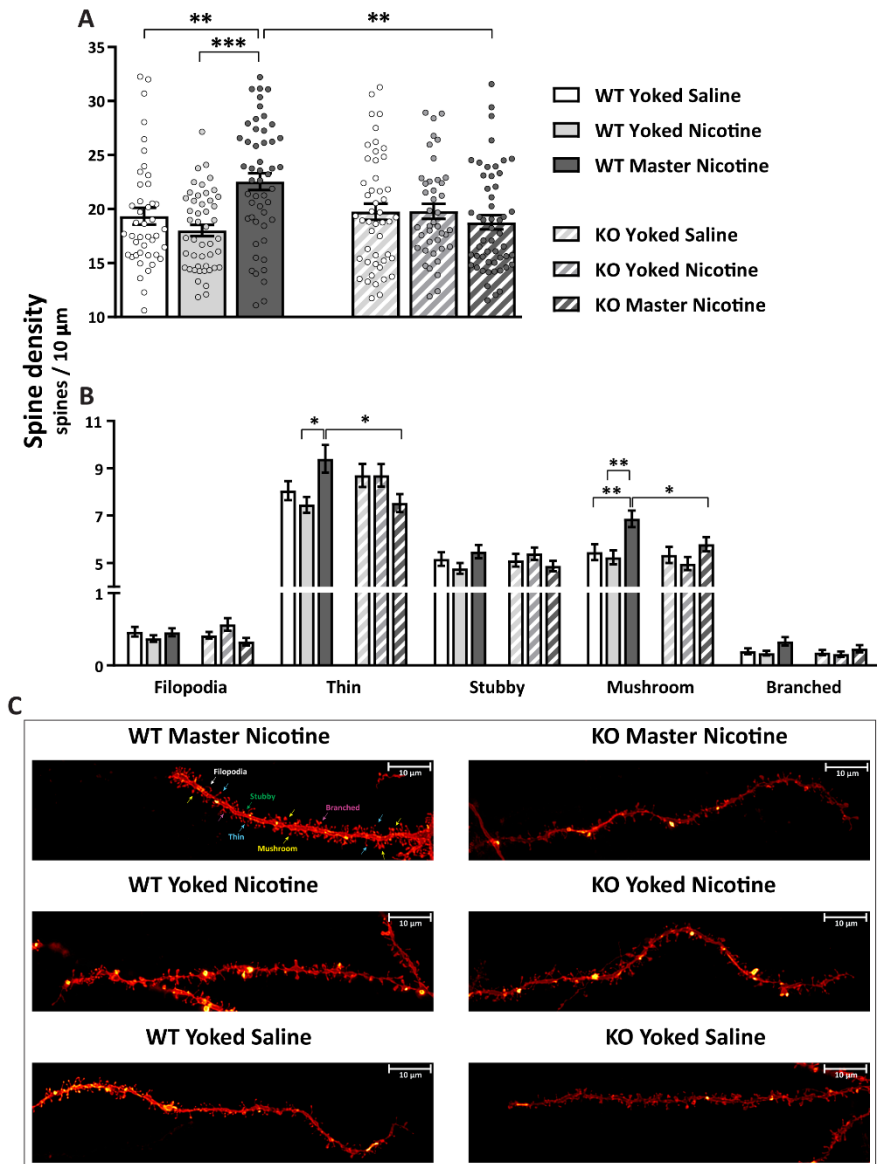 A
**
***
**
35
30
25
20
15
10
WT Yoked Saline
WT Yoked Nicotine
WT Master Nicotine
KO Yoked Saline
KO Yoked Nicotine
KO Master Nicotine
Spine density
spines / 10 µm
B
11
9
7
5
1
0
*
*
**
**
*
Filopodia
Thin
Stubby
Mushroom
Branched
C
WT Master Nicotine
KO Master Nicotine
10 µm
Filopodia
Stubby
Branched
Thin
Mushroom
10 µm
WT Yoked Nicotine
KO Yoked Nicotine
10 µm
10 µm
WT Yoked Saline
KO Yoked Saline
10 µm
10 µm